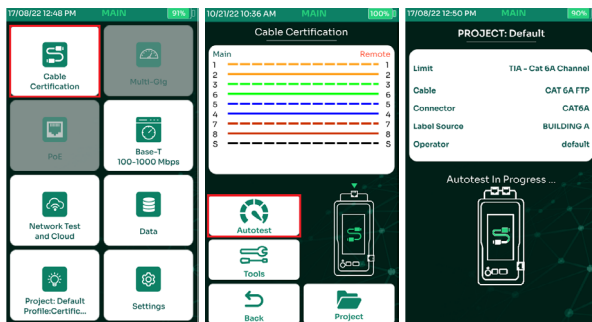 17/08/22 12:48 PM MAIN 91%
Cable
Certification
Multi-Gig
PoE
Base-T
100-1000 Mbps
Network Test
and Cloud
Data
Project: Default
Profile:Certific...
Settings
10/21/22 10:36 AM MAIN 100%
Cable Certification
Main Remote
1 1
2 2
3 3
6 6
5 5
4 4
7 7
8 8
S S
Autotest
Tools
Back
Project
17/08/22 12:50 PM MAIN 90%
PROJECT: Default
Limit TIA - Cat 6A Channel
Cable CAT 6A FTP
Connector CAT6A
Label Source BUILDING A
Operator default
Autotest In Progress ...